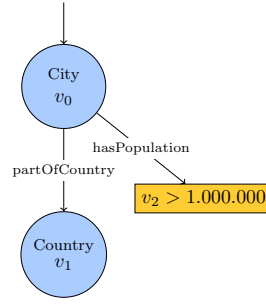 City
v₀
hasPopulation
partOfCountry
v₂ > 1.000.000
Country
v₁